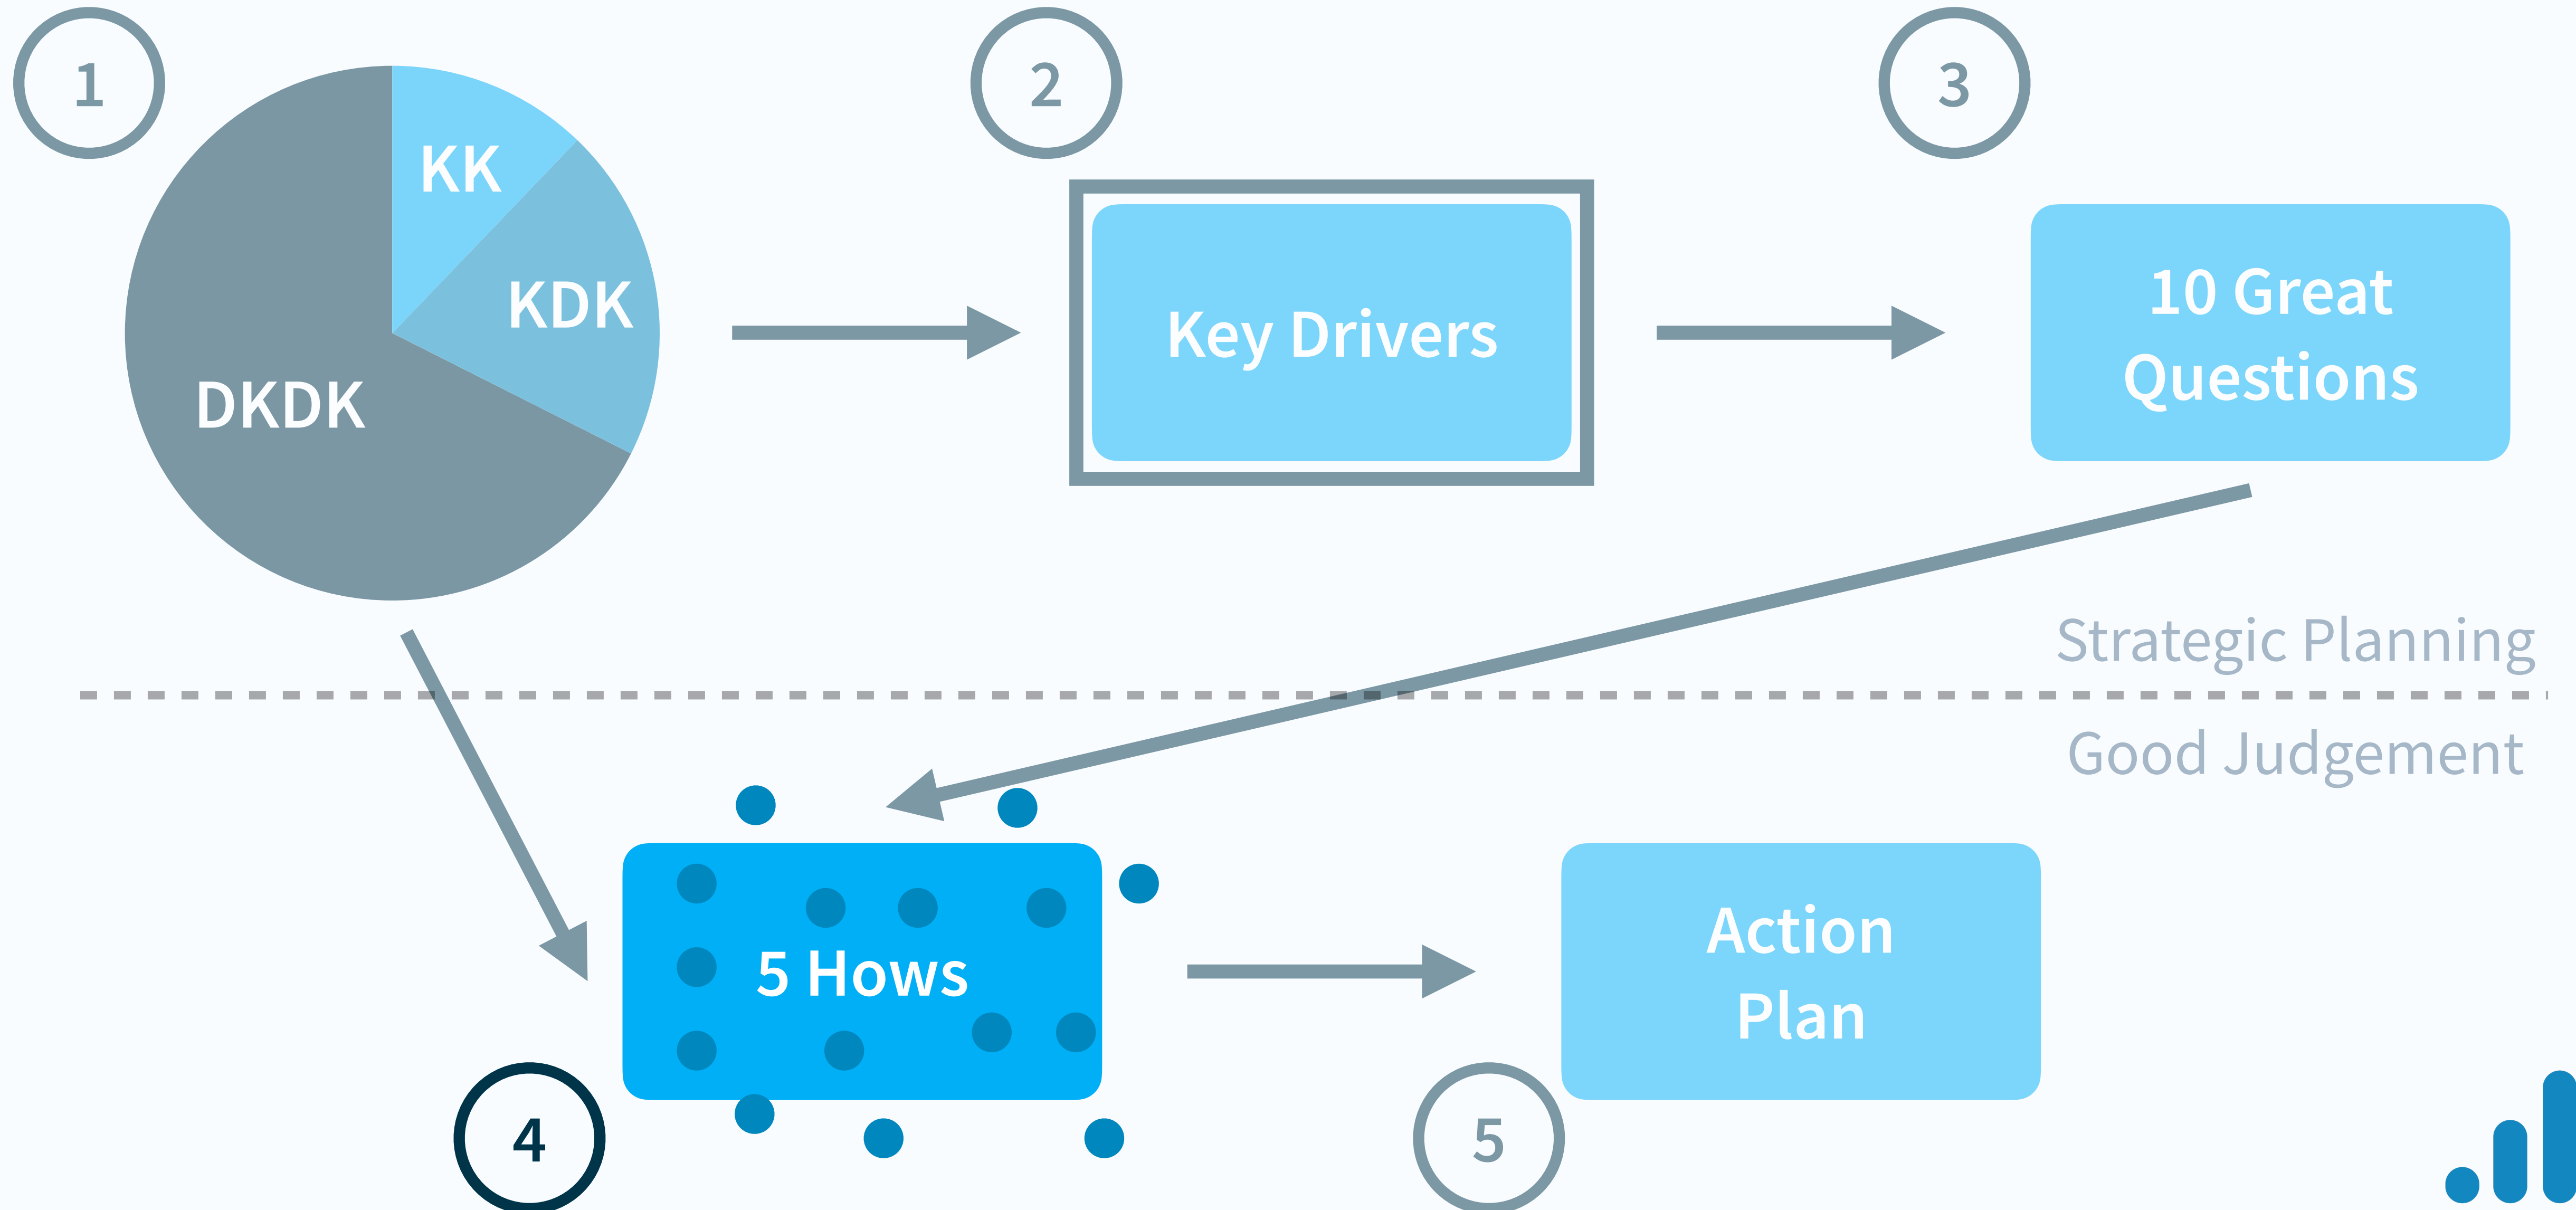 1
KK
KDK
DKDK
2
Key Drivers
3
10 Great
Questions
Strategic Planning
Good Judgement
4
5 Hows
5
Action
Plan